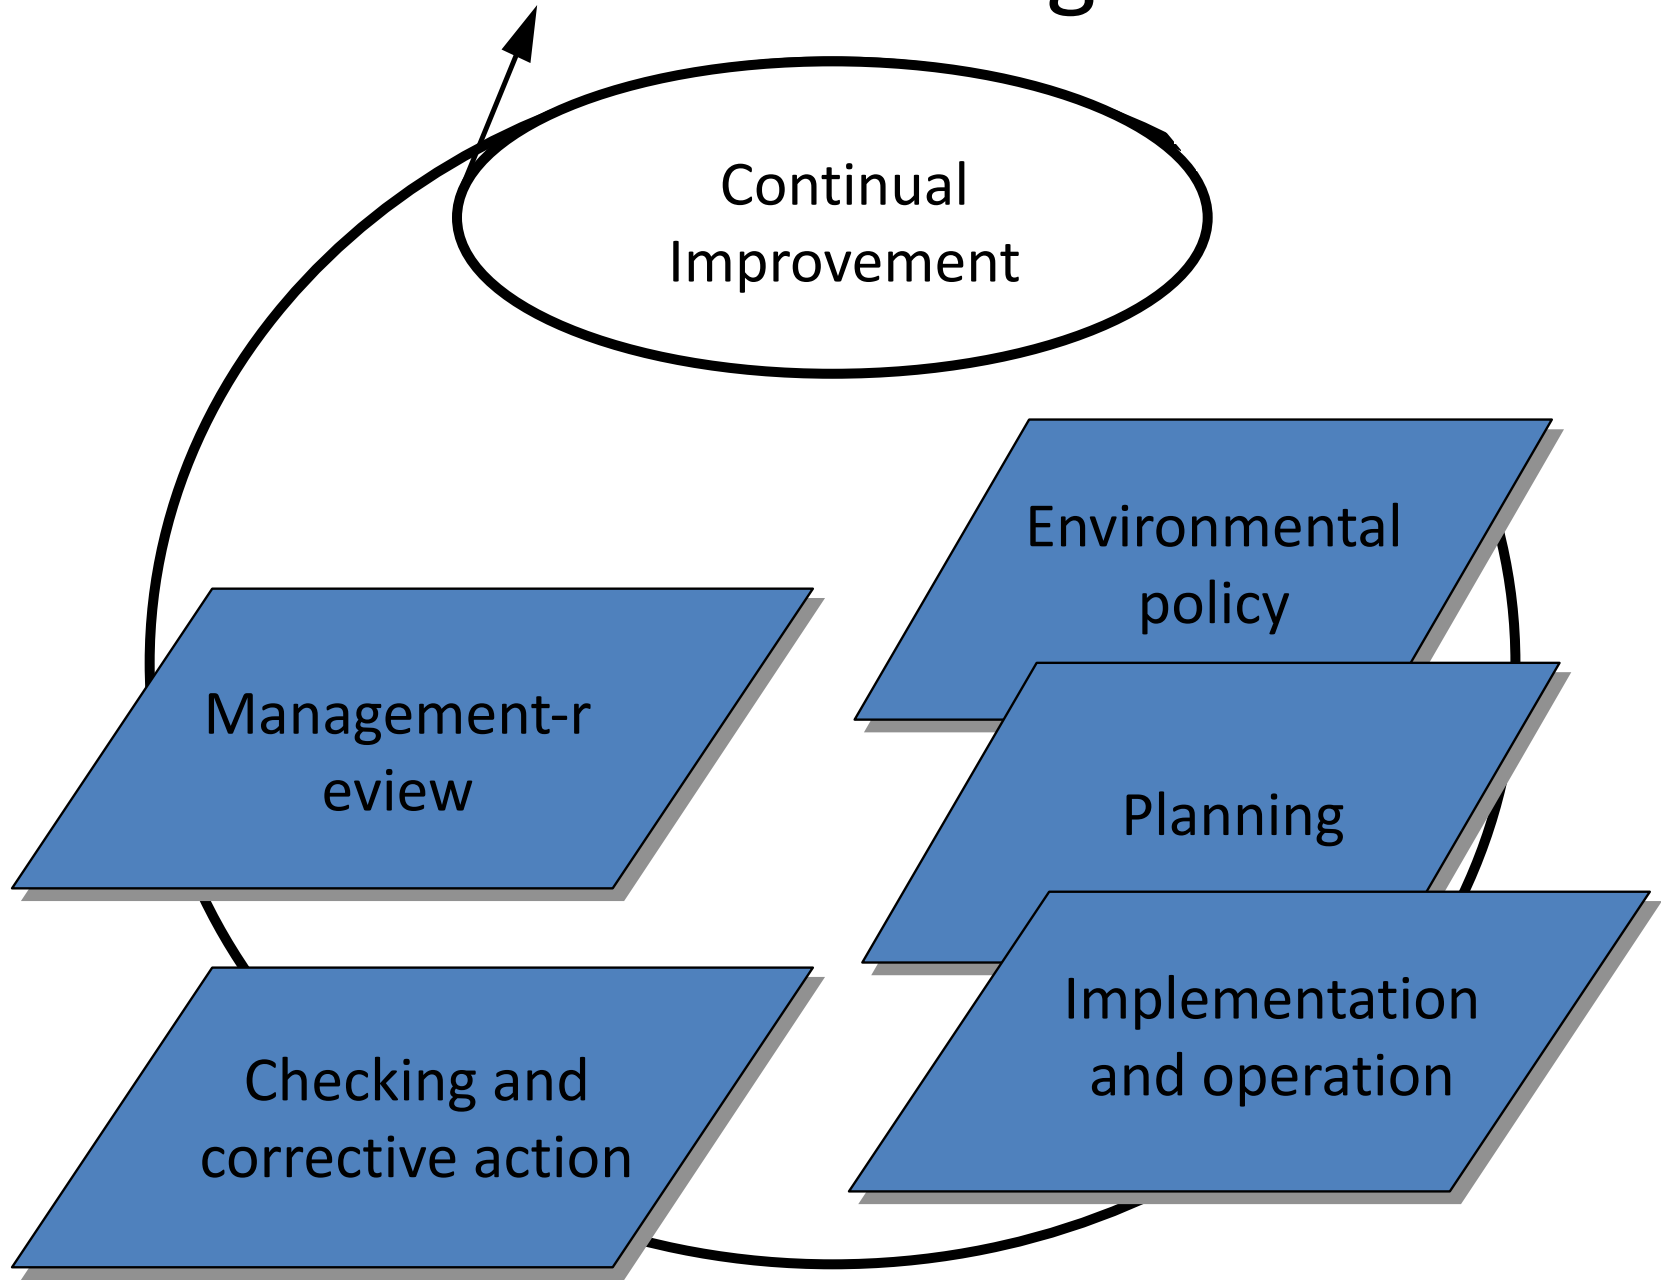 Continual
Improvement
Environmental
policy
Management-r
eview
Planning
Implementation
and operation
Checking and
corrective action